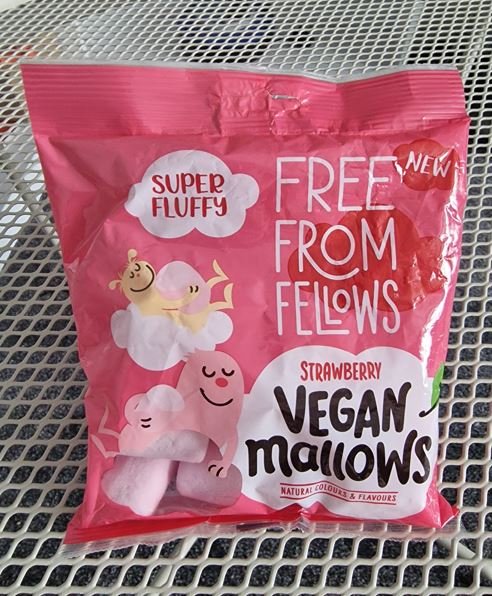 SUPER
FLUFFY
NEW
FREE
FROM
FELLOWS
STRAWBERRY
VEGAN
mallows
NATURAL COLOURS & FLAVOURS